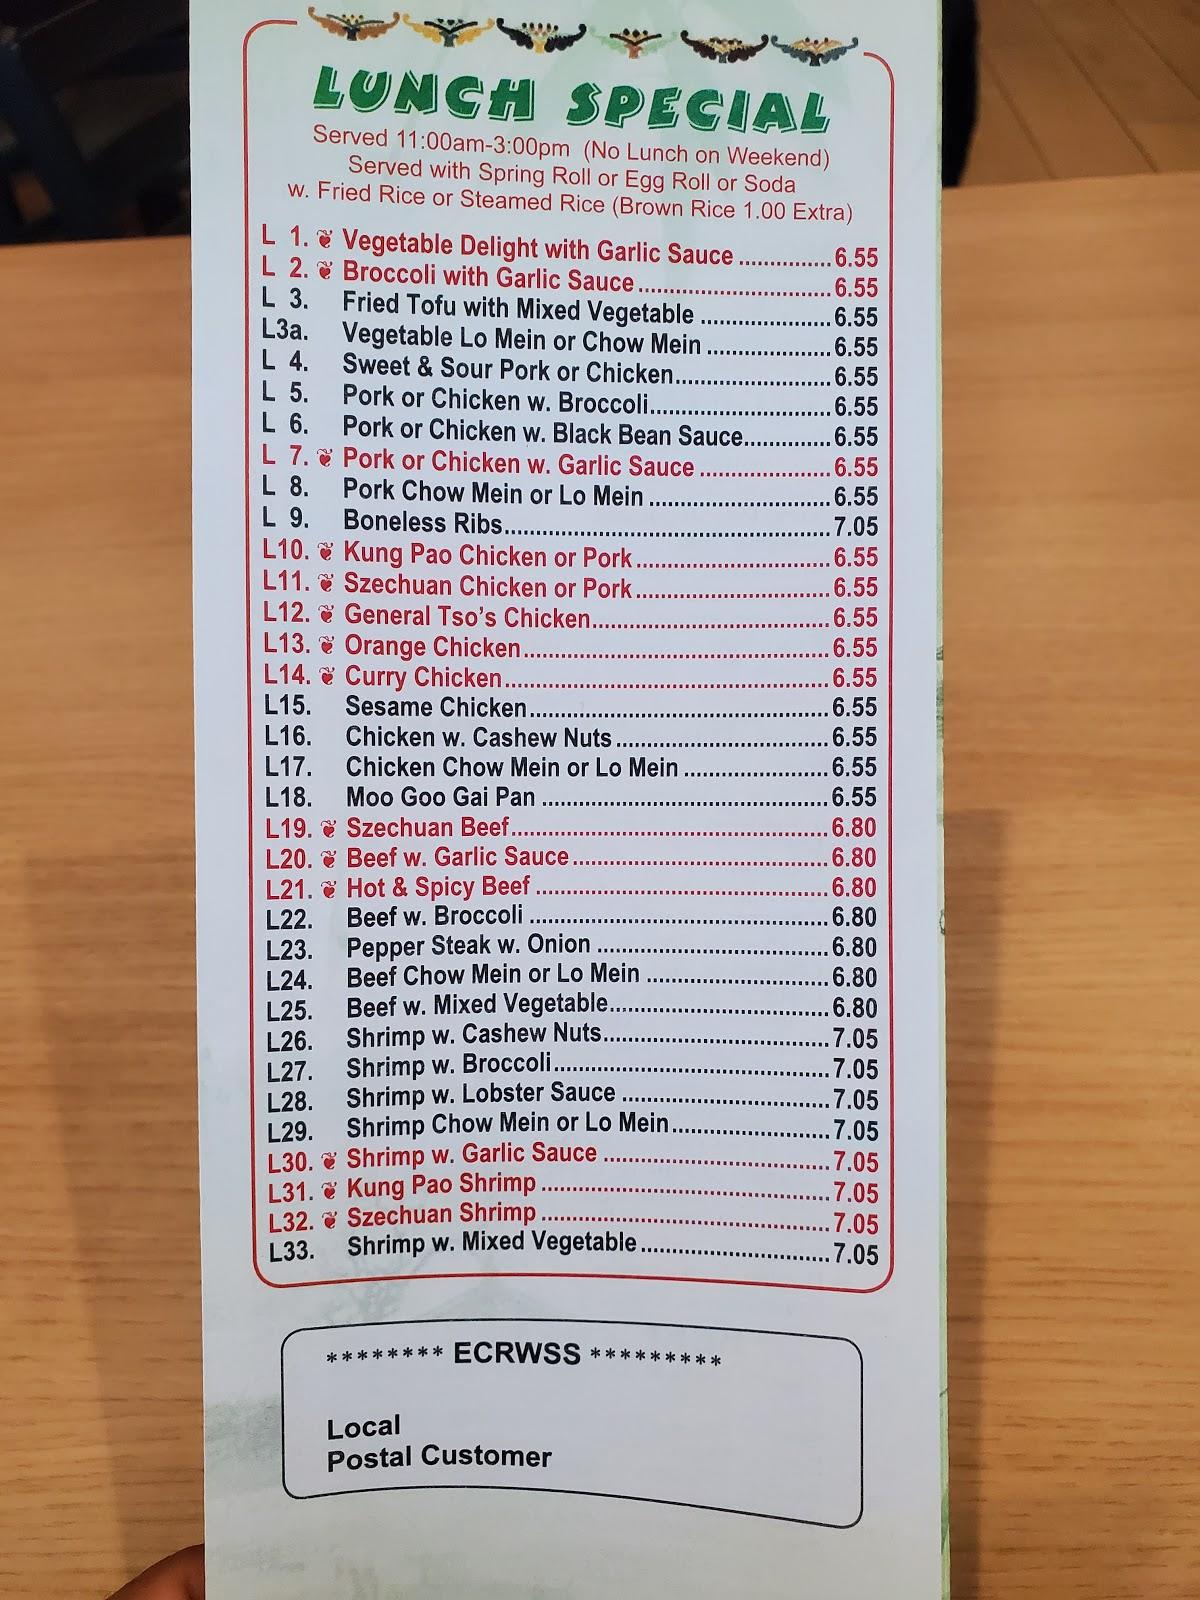 LUNCH SPECIAL
Served 11:00am-3:00pm (No Lunch on Weekend)
Served with Spring Roll or Egg Roll or Soda
w. Fried Rice or Steamed Rice (Brown Rice 1.00 Extra)
L 1. Vegetable Delight with Garlic Sauce ............... 6.55
L 2. Broccoli with Garlic Sauce ............... 6.55
L 3. Fried Tofu with Mixed Vegetable ............... 6.55
L3a. Vegetable Lo Mein or Chow Mein ............... 6.55
L 4. Sweet & Sour Pork or Chicken ............... 6.55
L 5. Pork or Chicken w. Broccoli ............... 6.55
L 6. Pork or Chicken w. Black Bean Sauce ............... 6.55
L 7. Pork or Chicken w. Garlic Sauce ............... 6.55
L 8. Pork Chow Mein or Lo Mein ............... 6.55
L 9. Boneless Ribs ............... 7.05
L10. Kung Pao Chicken or Pork ............... 6.55
L11. Szechuan Chicken or Pork ............... 6.55
L12. General Tso's Chicken ............... 6.55
L13. Orange Chicken ............... 6.55
L14. Curry Chicken ............... 6.55
L15. Sesame Chicken ............... 6.55
L16. Chicken w. Cashew Nuts ............... 6.55
L17. Chicken Chow Mein or Lo Mein ............... 6.55
L18. Moo Goo Gai Pan ............... 6.55
L19. Szechuan Beef ............... 6.80
L20. Beef w. Garlic Sauce ............... 6.80
L21. Hot & Spicy Beef ............... 6.80
L22. Beef w. Broccoli ............... 6.80
L23. Pepper Steak w. Onion ............... 6.80
L24. Beef Chow Mein or Lo Mein ............... 6.80
L25. Beef w. Mixed Vegetable ............... 6.80
L26. Shrimp w. Cashew Nuts ............... 7.05
L27. Shrimp w. Broccoli ............... 7.05
L28. Shrimp w. Lobster Sauce ............... 7.05
L29. Shrimp Chow Mein or Lo Mein ............... 7.05
L30. Shrimp w. Garlic Sauce ............... 7.05
L31. Kung Pao Shrimp ............... 7.05
L32. Szechuan Shrimp ............... 7.05
L33. Shrimp w. Mixed Vegetable ............... 7.05
******** ECRWSS *********
Local
Postal Customer